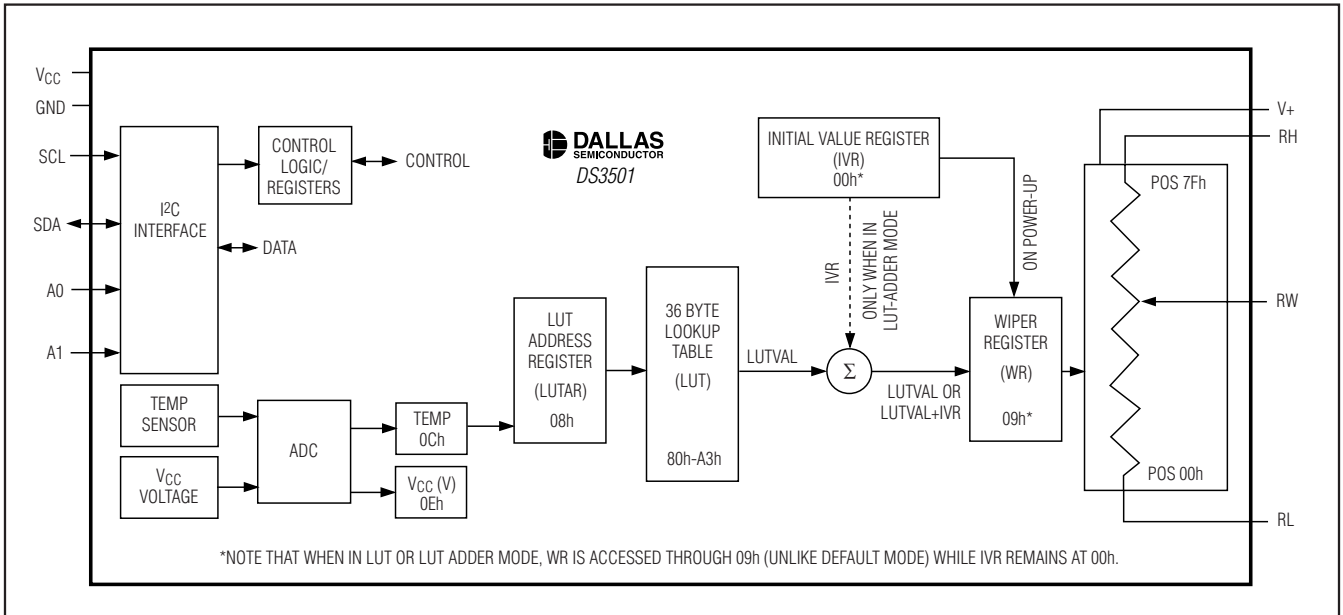 VCC
GND
SCL
SDA
A0
A1
I2C
INTERFACE
CONTROL
LOGIC/
REGISTERS
CONTROL
DATA
TEMP
SENSOR
VCC
VOLTAGE
ADC
TEMP
0Ch
VCC (V)
0Eh
DALLAS
SEMICONDUCTOR
DS3501
LUT
ADDRESS
REGISTER
(LUTAR)
08h
36 BYTE
LOOKUP
TABLE
(LUT)
80h-A3h
LUTVAL
INITIAL VALUE REGISTER
(IVR)
00h*
IVR
ONLY WHEN IN
LUT-ADDER MODE
ON POWER-UP
Σ
LUTVAL OR
LUTVAL+IVR
WIPER
REGISTER
(WR)
09h*
POS 7Fh
POS 00h
V+
RH
RW
RL
*NOTE THAT WHEN IN LUT OR LUT ADDER MODE, WR IS ACCESSED THROUGH 09h (UNLIKE DEFAULT MODE) WHILE IVR REMAINS AT 00h.